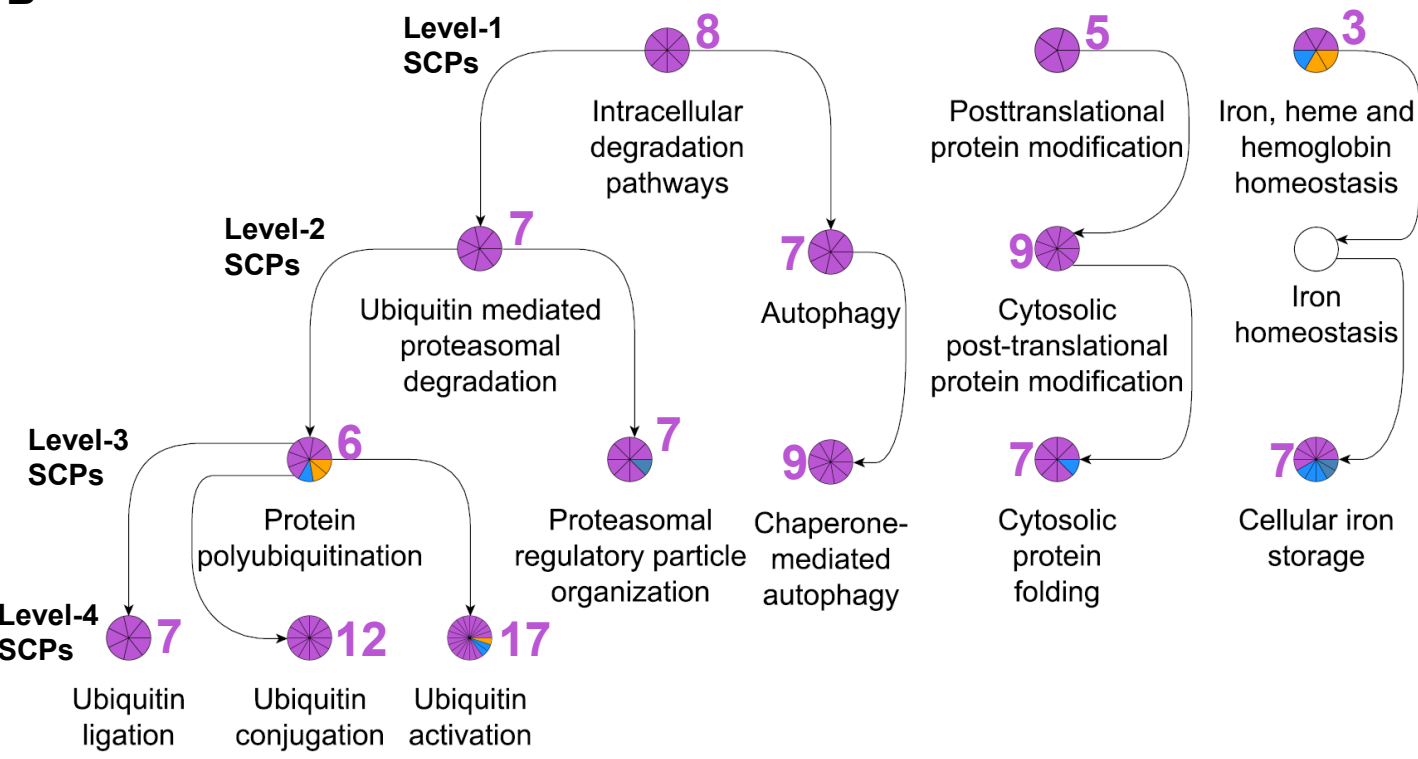 Level-1
SCPs
8
5
3
Intracellular
degradation
pathways
Posttranslational
protein modification
Iron, heme and
hemoglobin
homeostasis
Level-2
SCPs
7
7
9
Ubiquitin mediated
proteasomal
degradation
Autophagy
Cytosolic
post-translational
protein modification
Iron
homeostasis
Level-3
SCPs
6
7
9
7
7
Protein
polyubiquitination
Proteasomal
regulatory particle
organization
Chaperone-
mediated
autophagy
Cytosolic
protein
folding
Cellular iron
storage
Level-4
SCPs
7
12
17
Ubiquitin
ligation
Ubiquitin
conjugation
Ubiquitin
activation